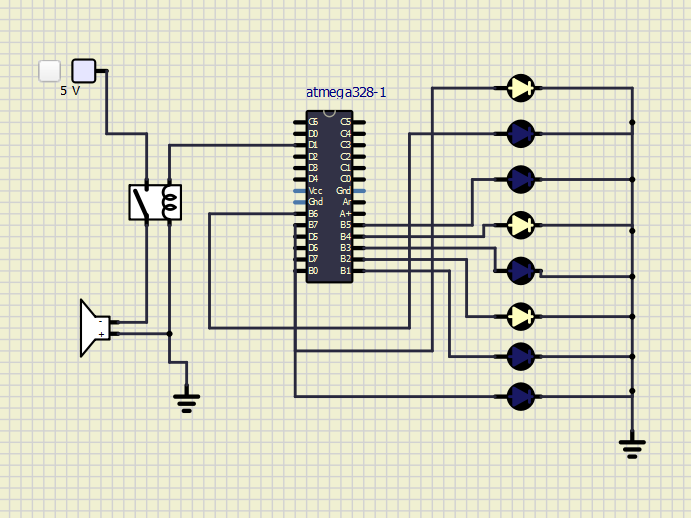 5 V
atmega328-1
C6 C5
D0 C4
D1 C3
D2 C2
D3 C1
D4 C0
Vcc Gnd
Gnd Ar
B6 A+
B7 B5
D5 B4
D6 B3
D7 B2
B0 B1
-
+